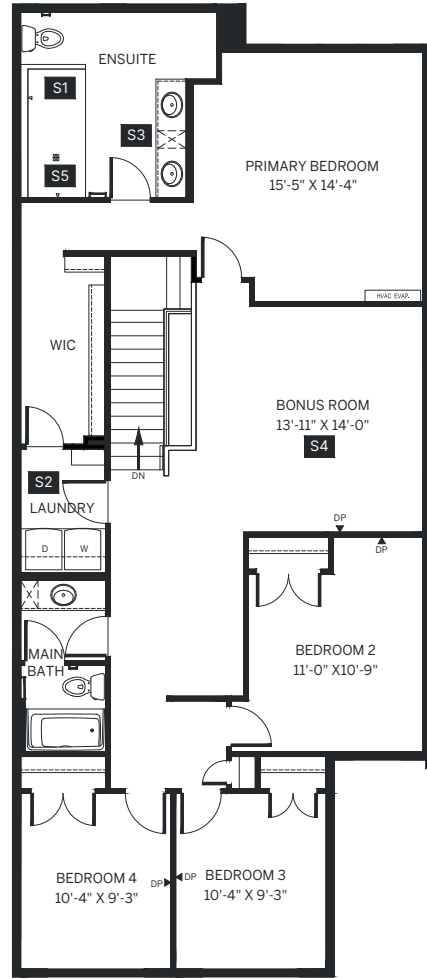 ENSUITE
S1
S3
S5
PRIMARY BEDROOM
15'-5" X 14'-4"
HVAC EVAP.
WIC
BONUS ROOM
13'-11" X 14'-0"
S4
DN
S2
LAUNDRY
D
W
DP
DP
X
MAIN
BATH
BEDROOM 2
11'-0" X10'-9"
BEDROOM 4
10'-4" X 9'-3"
DP
DP
BEDROOM 3
10'-4" X 9'-3"